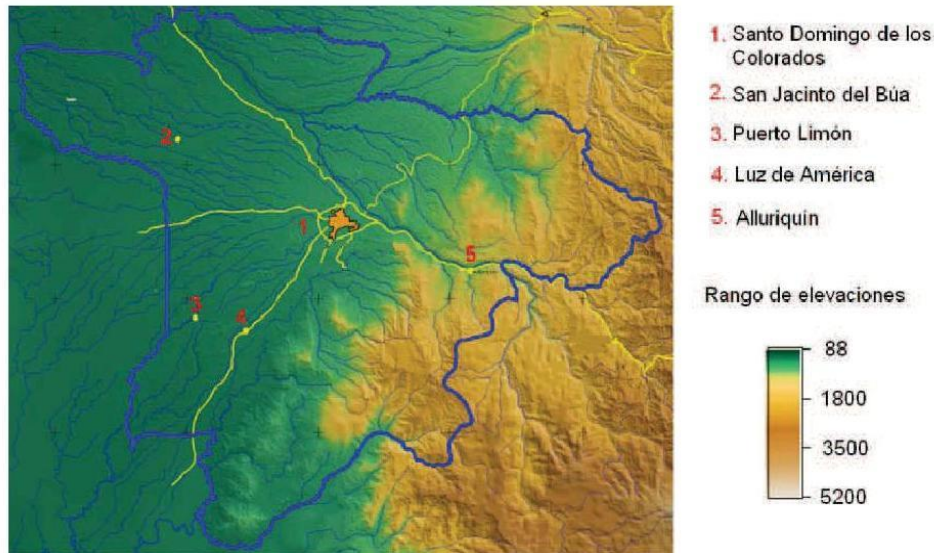 1. Santo Domingo de los
Colorados
2. San Jacinto del Búa
3. Puerto Limón
4. Luz de América
5. Alluriquín
Rango de elevaciones
88
1800
3500
5200
2
1
5
3
4